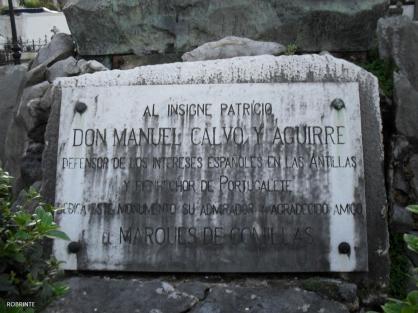 AL INSIGNE PATRICIO,
DON MANUEL CALVO Y AGUIRRE
DEFENSOR DE LOS INTERESES ESPAÑOLES EN LAS ANTILLAS
Y BENHECHOR DE PORTUGALETE
DEDICA ESTE MONUMENTO SU ADMIRADOR Y AGRADECIDO AMIGO
EL MARQUES DE COMILLAS
ROBRINTE